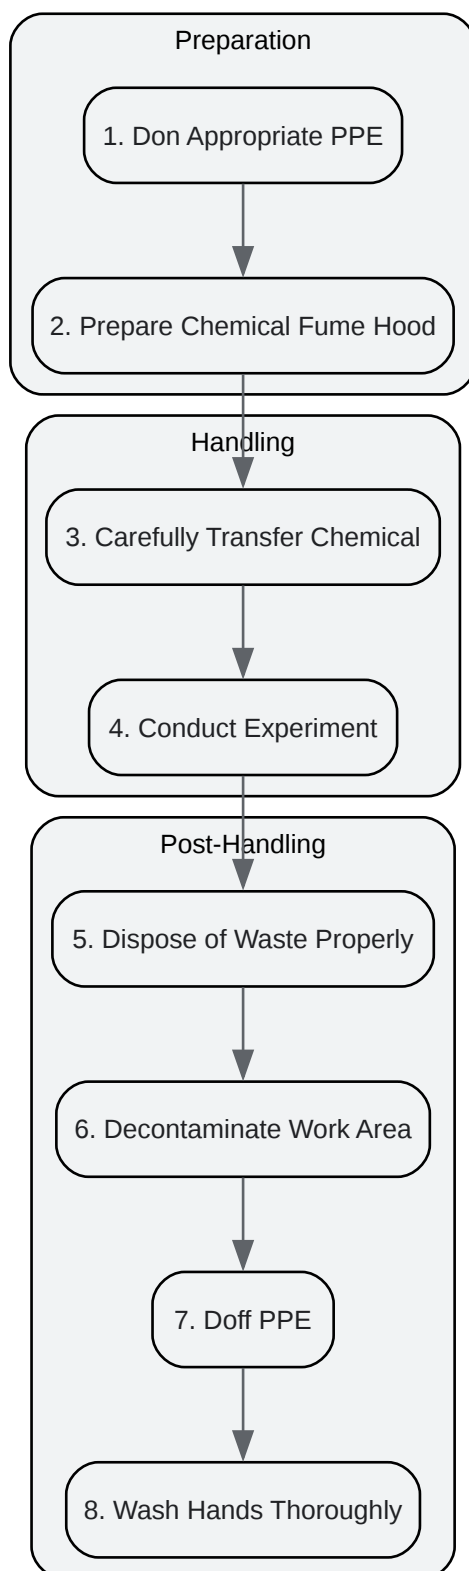 Preparation
1. Don Appropriate PPE
2. Prepare Chemical Fume Hood
Handling
3. Carefully Transfer Chemical
4. Conduct Experiment
Post-Handling
5. Dispose of Waste Properly
6. Decontaminate Work Area
7. Doff PPE
8. Wash Hands Thoroughly